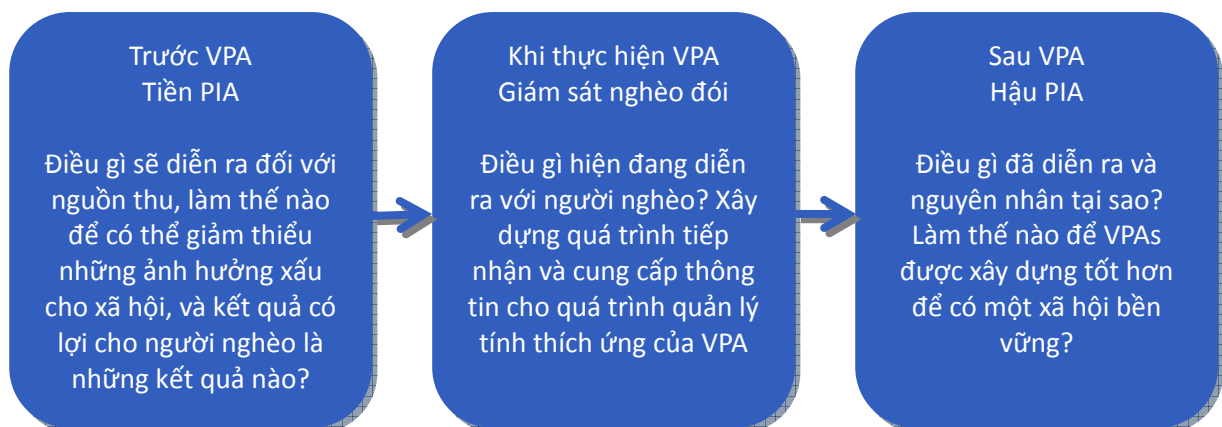 Trước VPA
Tiền PIA
Điều gì sẽ diễn ra đối với
nguồn thu, làm thế nào
để có thể giảm thiểu
những ảnh hưởng xấu
cho xã hội, và kết quả có
lợi cho người nghèo là
những kết quả nào?
Khi thực hiện VPA
Giám sát nghèo đói
Điều gì hiện đang diễn
ra với người nghèo? Xây
dựng quá trình tiếp
nhận và cung cấp thông
tin cho quá trình quản lý
tính thích ứng của VPA
Sau VPA
Hậu PIA
Điều gì đã diễn ra và
nguyên nhân tại sao?
Làm thế nào để VPAs
được xây dựng tốt hơn
để có một xã hội bền
vững?